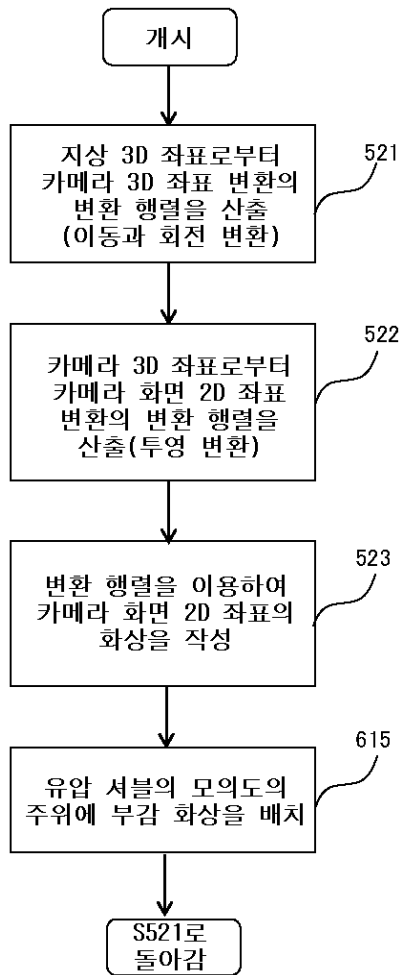 개시
지상 3D 좌표로부터
카메라 3D 좌표 변환의
변환 행렬을 산출
(이동과 회전 변환)
521
카메라 3D 좌표로부터
카메라 화면 2D 좌표
변환의 변환 행렬을
산출(투영 변환)
522
변환 행렬을 이용하여
카메라 화면 2D 좌표의
화상을 작성
523
유압 셔블의 모의도의
주위에 부감 화상을 배치
615
S521로
돌아감